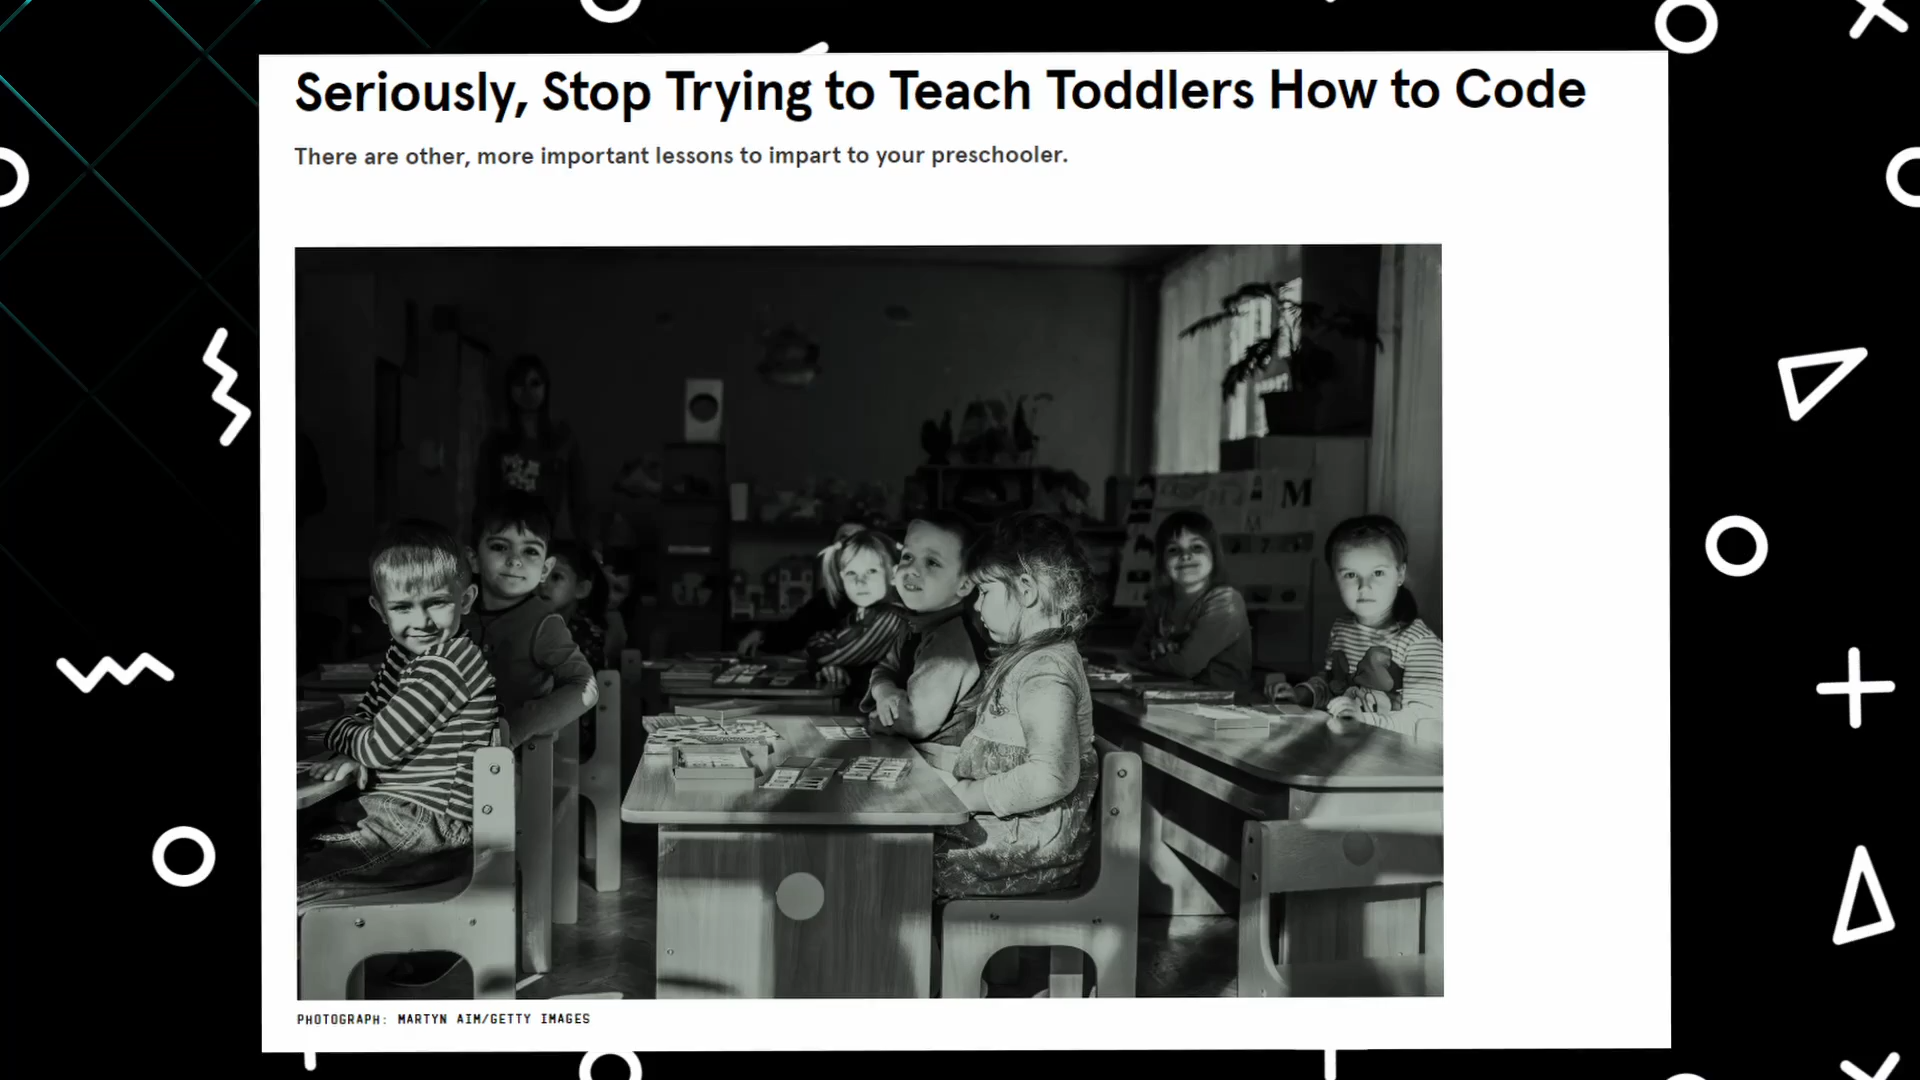 Seriously, Stop Trying to Teach Toddlers How to Code
There are other, more important lessons to impart to your preschooler.
M
M
PHOTOGRAPH: MARTYN AIM/GETTY IMAGES